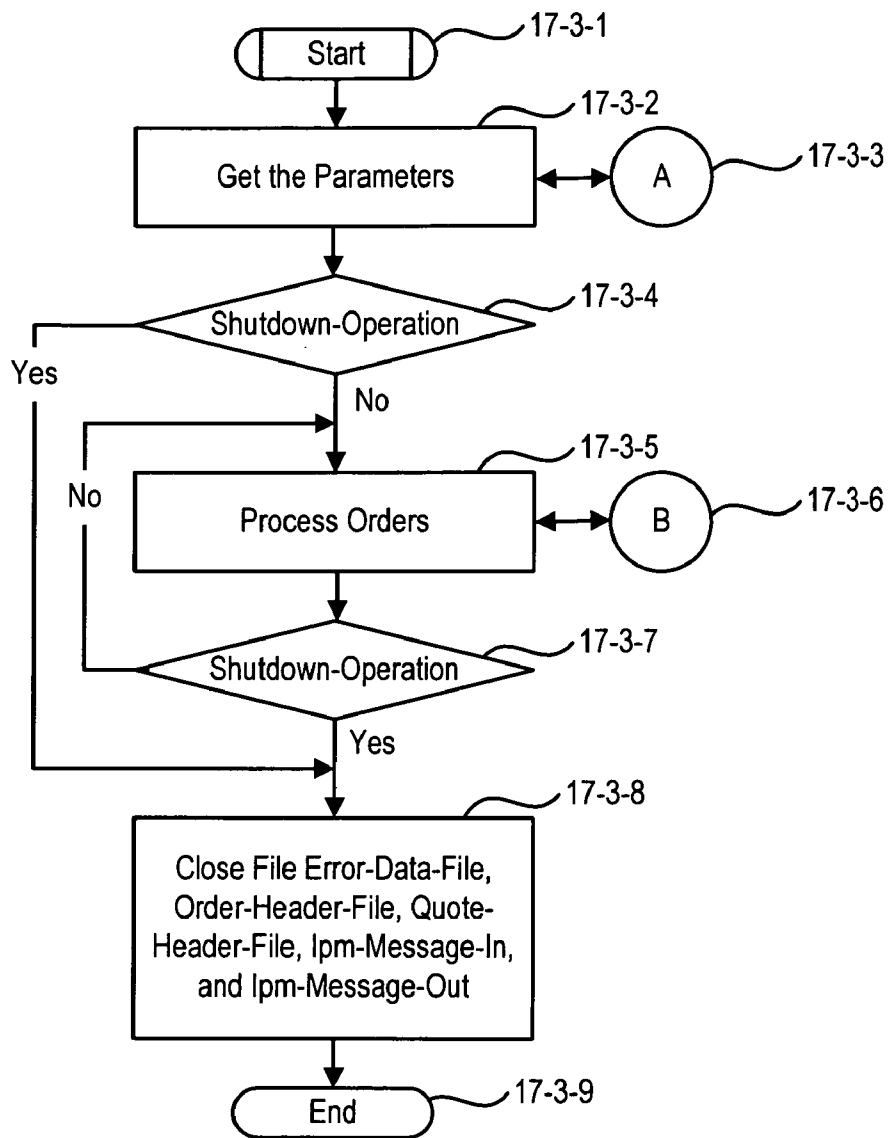 17-3-1
Start
17-3-2
Get the Parameters
A
17-3-3
17-3-4
Shutdown-Operation
Yes
No
17-3-5
No
Process Orders
B
17-3-6
17-3-7
Shutdown-Operation
Yes
17-3-8
Close File Error-Data-File,
Order-Header-File, Quote-
Header-File, Ipm-Message-In,
and Ipm-Message-Out
End
17-3-9